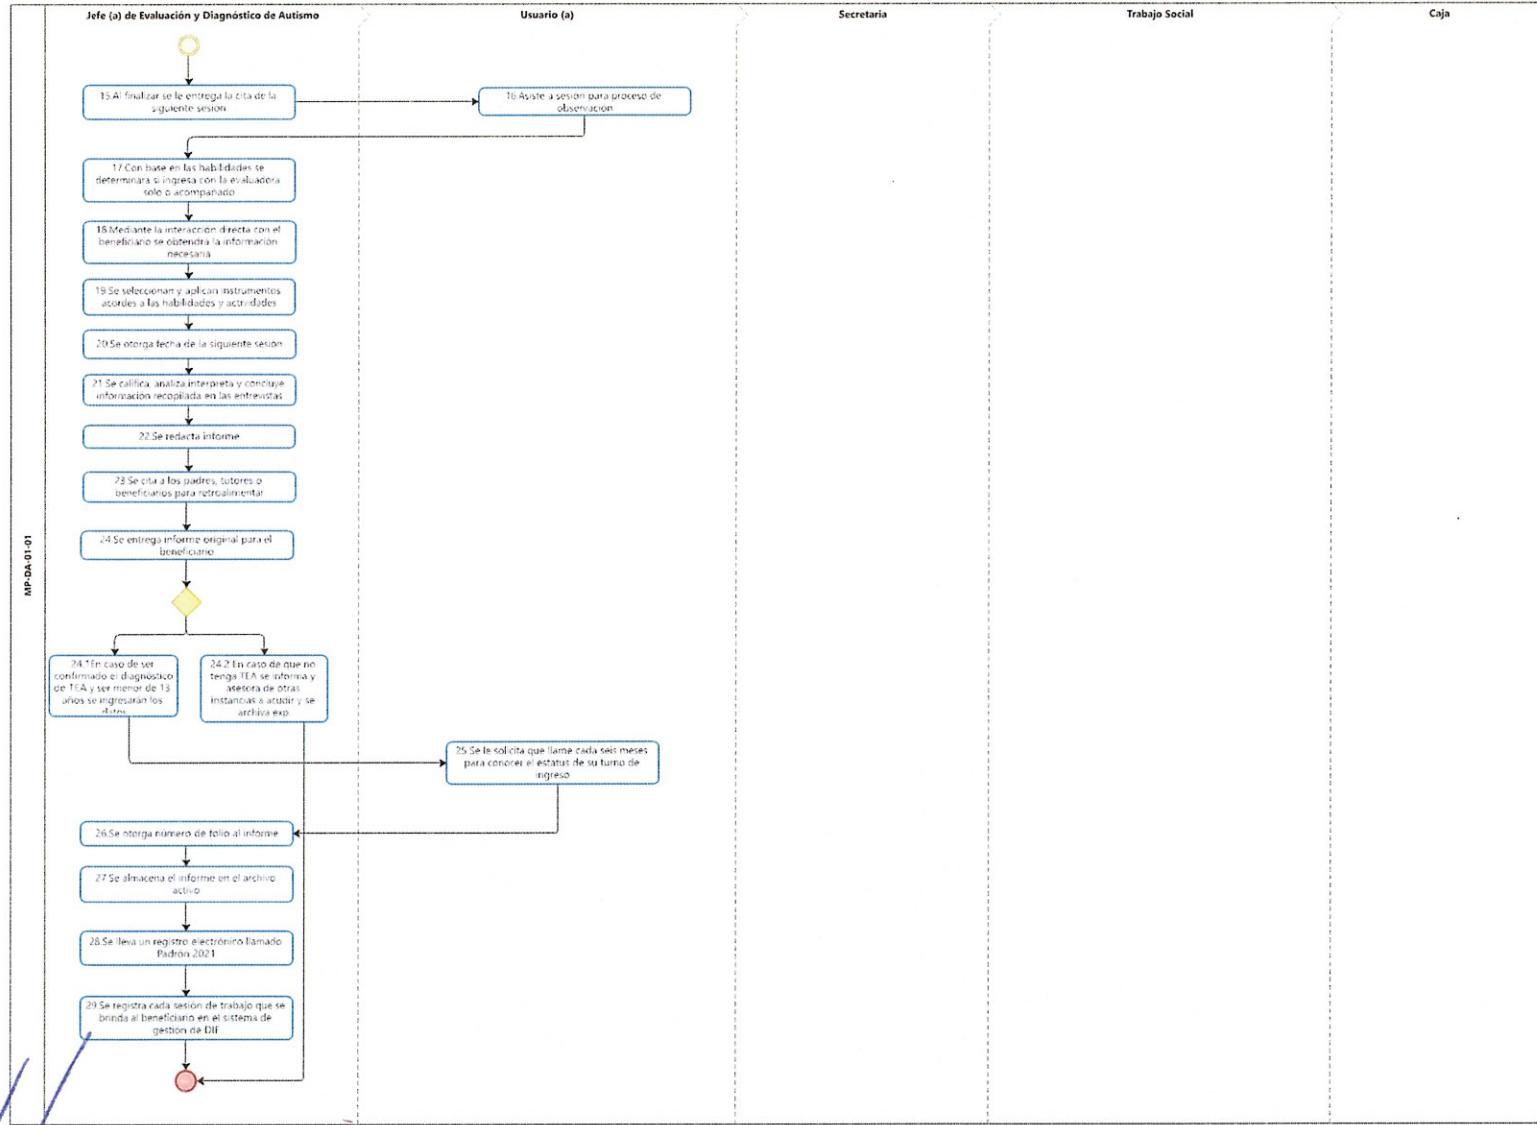 Jefe (a) de Evaluación y Diagnóstico de Autismo
Usuario (a)
Secretaria
Trabajo Social
Caja
MP-DA-01-01
15.Al finalizar se le entrega la cita de la
siguiente sesión
16.Asiste a sesión para proceso de
observación
17.Con base en las habilidades se
determinara si ingresa con la evaluadora
solo o acompañado
18.Mediante la interacción directa con el
beneficiario se obtendrá la información
necesaria
19.Se seleccionan y aplican instrumentos
acordes a las habilidades y actividades
20.Se otorga fecha de la siguiente sesión
21.Se califica, analiza interpreta y concluye
información recopilada en las entrevistas
22.Se redacta informe
23.Se cita a los padres, tutores o
beneficiarios para retroalimentar
24.Se entrega informe original para el
beneficiario
24.1En caso de ser
confirmado el diagnóstico
de TEA y ser menor de 13
años se ingresarán los
datos
24.2 En caso de que no
tenga TEA se informa y
asesora de otras
instancias a acudir y se
archiva exp.
25.Se le solicita que llame cada seis meses
para conocer el estatus de su turno de
ingreso
26.Se otorga número de folio al informe
27.Se almacena el informe en el archivo
activo
28.Se lleva un registro electrónico llamado
Padrón 2021
29.Se registra cada sesión de trabajo que se
brinda al beneficiario en el sistema de
gestión de DIF